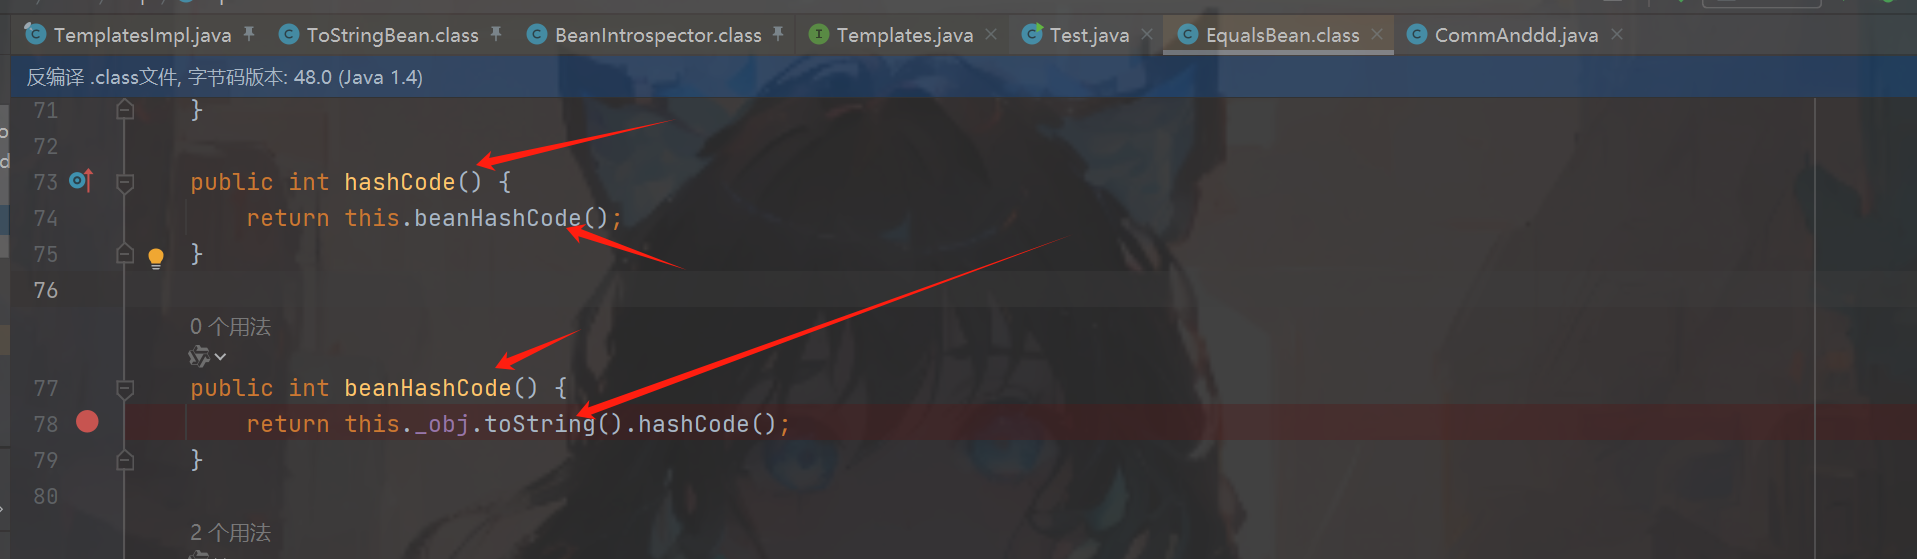 TemplatesImpl.java ToStringBean.class BeanIntrospector.class Templates.java Test.java EqualsBean.class CommAnddd.java
反编译 .class文件, 字节码版本: 48.0 (Java 1.4)
71 }
72
73 public int hashCode() {
74 return this.beanHashCode();
75 }
76
0 个用法
77 public int beanHashCode() {
78 return this._obj.toString().hashCode();
79 }
80
2 个用法